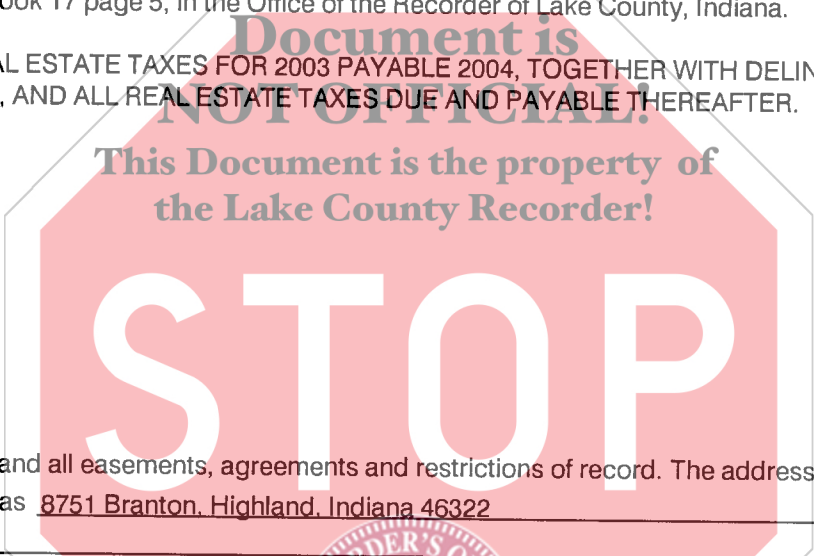 ook 17 page 5, in the Office of the Recorder of Lake County, Indiana.
Document is
AL ESTATE TAXES FOR 2003 PAYABLE 2004, TOGETHER WITH DELIN
NOT OFFICIAL!
, AND ALL REAL ESTATE TAXES DUE AND PAYABLE THEREAFTER.
This Document is the property of
the Lake County Recorder!
STOP
and all easements, agreements and restrictions of record. The address
as 8751 Branton, Highland, Indiana 46322
RDER'S O